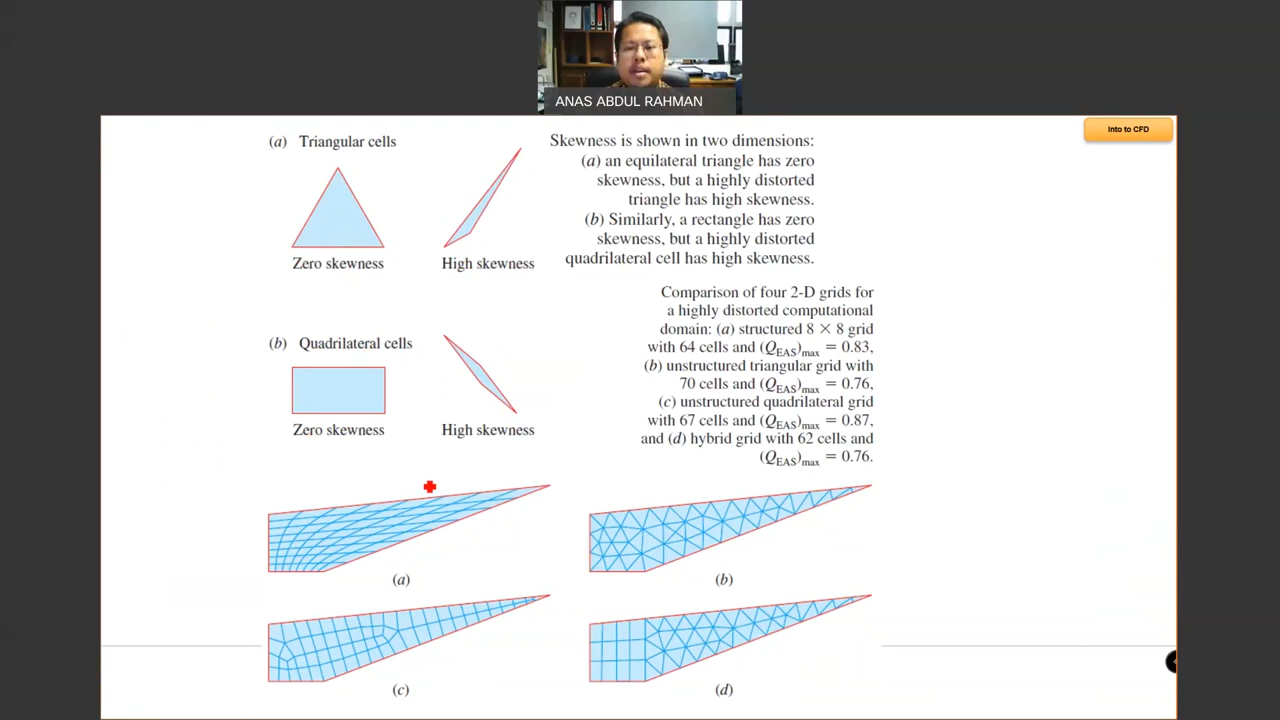 ANAS ABDUL RAHMAN
Into to CFD
(a) Triangular cells
Zero skewness
High skewness
Skewness is shown in two dimensions:
(a) an equilateral triangle has zero
skewness, but a highly distorted
triangle has high skewness.
(b) Similarly, a rectangle has zero
skewness, but a highly distorted
quadrilateral cell has high skewness.
(b) Quadrilateral cells
Zero skewness
High skewness
Comparison of four 2-D grids for
a highly distorted computational
domain: (a) structured 8 × 8 grid
with 64 cells and (QEAS)max = 0.83,
(b) unstructured triangular grid with
70 cells and (QEAS)max = 0.76,
(c) unstructured quadrilateral grid
with 67 cells and (QEAS)max = 0.87,
and (d) hybrid grid with 62 cells and
(QEAS)max = 0.76.
(a)
(b)
(c)
(d)